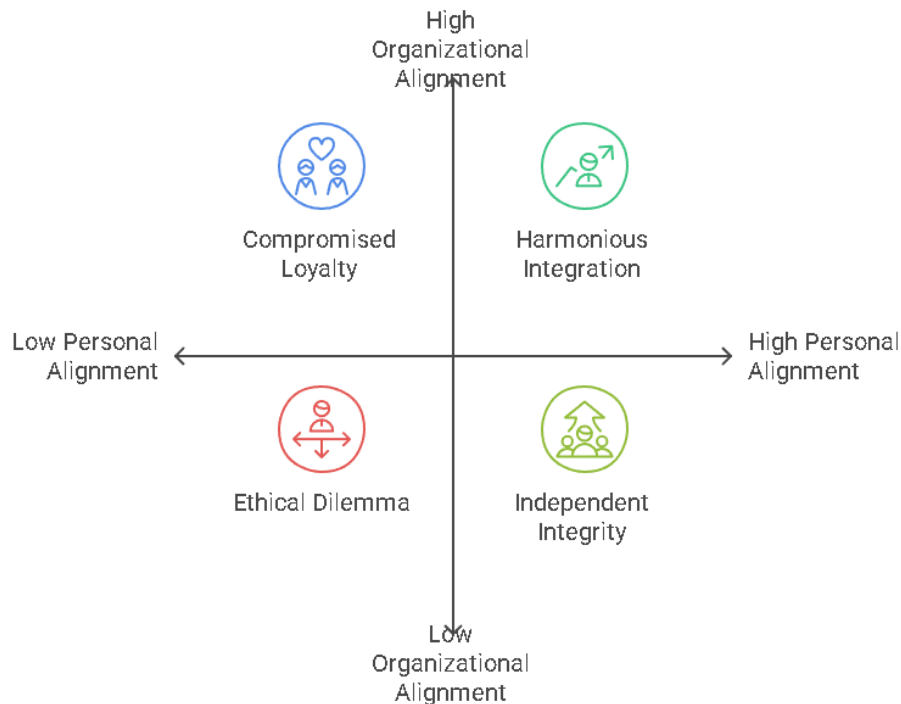 High
Organizational
Alignment
Compromised
Loyalty
Harmonious
Integration
Low Personal
Alignment
High Personal
Alignment
Ethical Dilemma
Independent
Integrity
Low
Organizational
Alignment